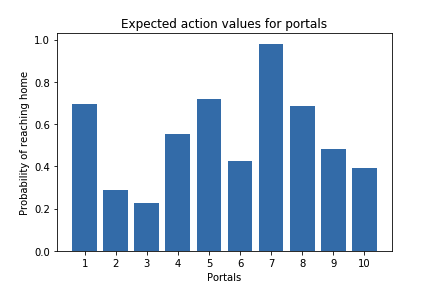 Expected action values for portals
Probability of reaching home
1.0
0.8
0.6
0.4
0.2
0.0
1 2 3 4 5 6 7 8 9 10
Portals